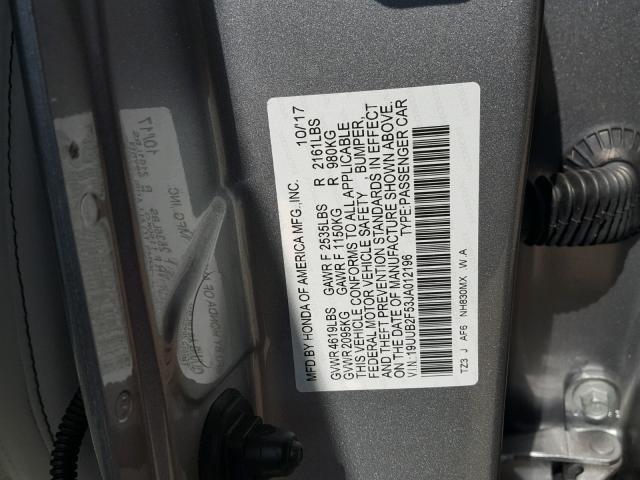 MFD BY HONDA OF AMERICA MFG.,INC. 10/17
GVWR 4619LBS GAWR F 2535LBS R 2161LBS
GVWR 2095KG GAWR F 1150KG R 980KG
THIS VEHICLE CONFORMS TO ALL APPLICABLE
FEDERAL MOTOR VEHICLE SAFETY , BUMPER,
AND THEFT PREVENTION STANDARDS IN EFFECT
ON THE DATE OF MANUFACTURE SHOWN ABOVE.
V.I.N:19UUB2F53JA012196 TYPE:PASSENGER CAR
TZ3 J AF6 NH830MX W.A
10/17